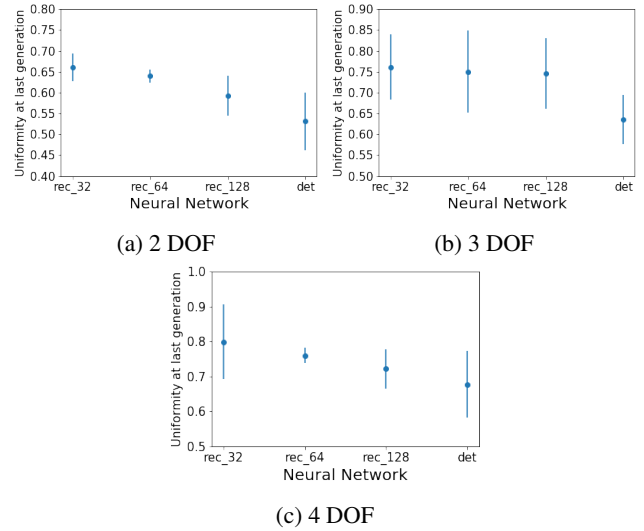 Uniformity at last generation
0.80
0.75
0.70
0.65
0.60
0.55
0.50
0.45
0.40
rec_32 rec_64 rec_128 det
Neural Network
(a) 2 DOF
Uniformity at last generation
0.90
0.85
0.80
0.75
0.70
0.65
0.60
0.55
0.50
rec_32 rec_64 rec_128 det
Neural Network
(b) 3 DOF
Uniformity at last generation
1.0
0.9
0.8
0.7
0.6
0.5
rec_32 rec_64 rec_128 det
Neural Network
(c) 4 DOF